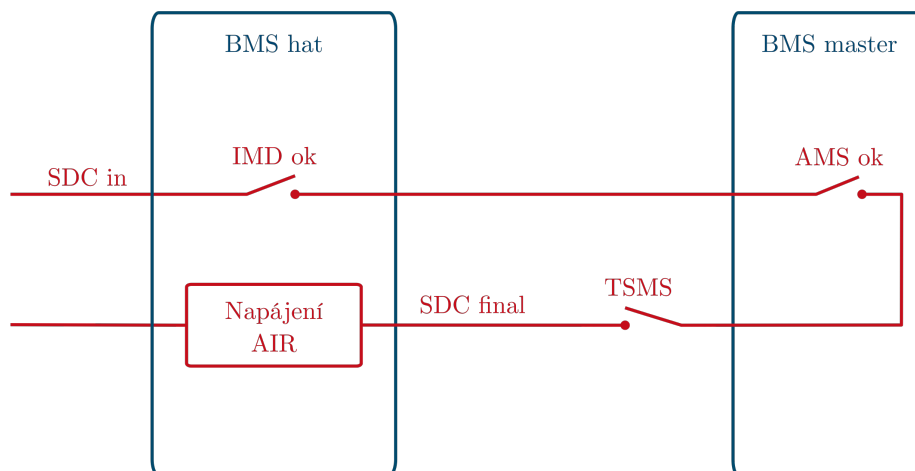 BMS hat
BMS master
IMD ok
AMS ok
SDC in
TSMS
SDC final
Napájení
AIR